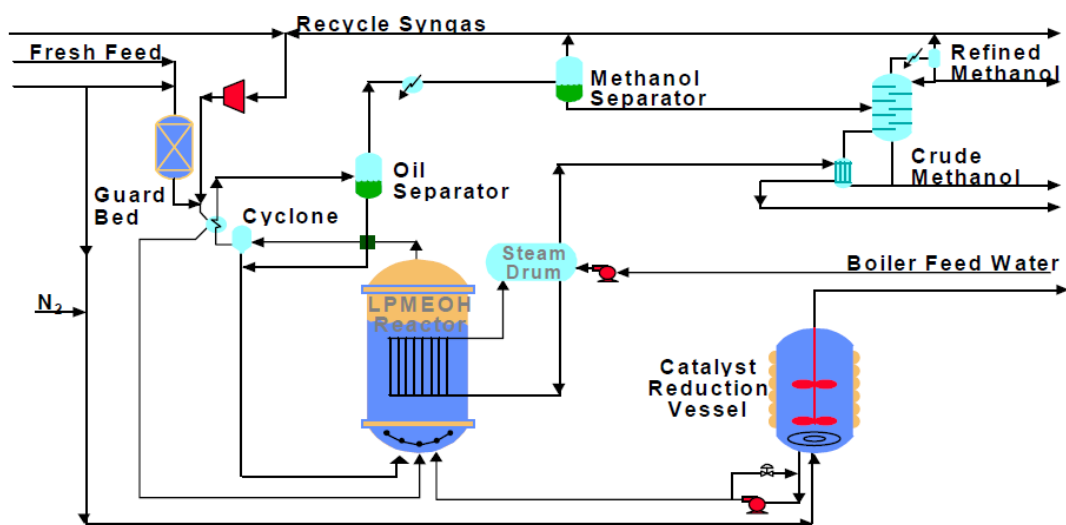 Recycle Syngas
Fresh Feed
Refined
Methanol
Methanol
Separator
Oil
Separator
Crude
Methanol
Guard
Bed
Cyclone
Steam
Drum
Boiler Feed Water
N2
LPMEOH
Reactor
Catalyst
Reduction
Vessel